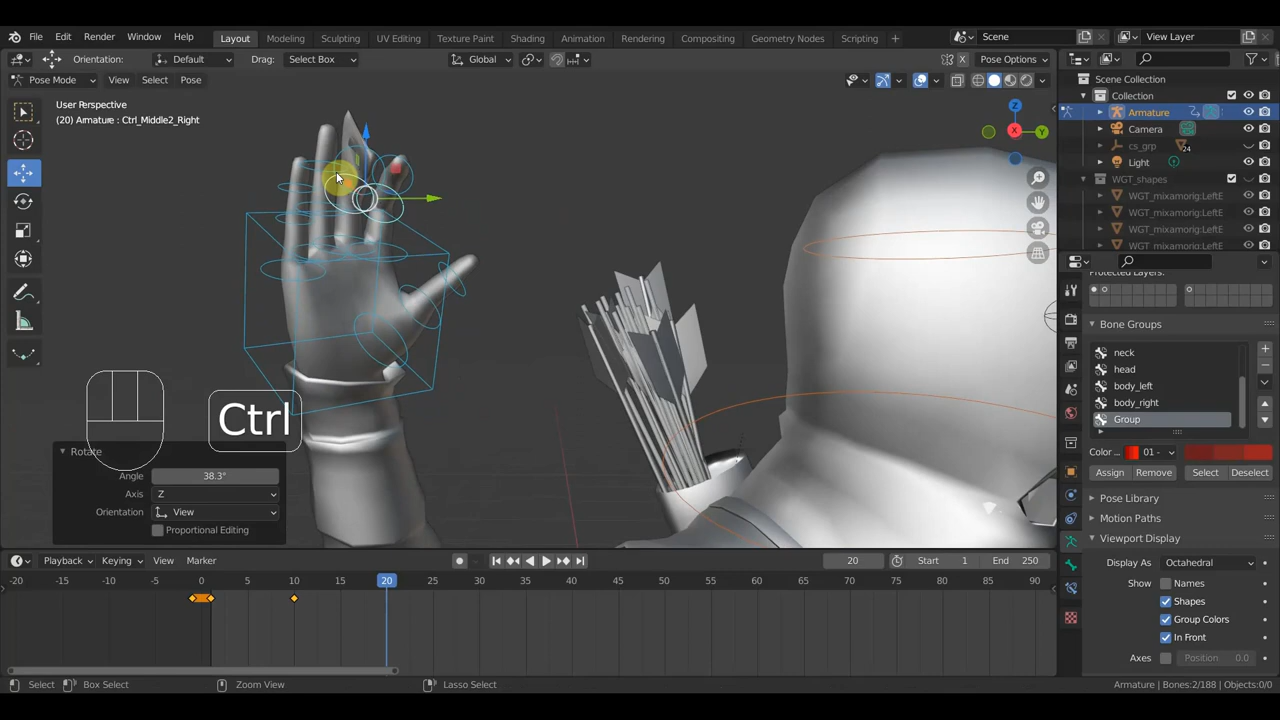 File Edit Render Window Help Layout Modeling Sculpting UV Editing Texture Paint Shading Animation Rendering Compositing Geometry Nodes Scripting + Scene View Layer
Orientation: Default Drag: Select Box Global Pose Options
Pose Mode View Select Pose
User Perspective
(20) Armature : Ctrl_Middle2_Right
Z
Y
X
Scene Collection
Collection
Armature
Camera
cs_grp 24
Light
WGT_shapes
WGT_mixamorig:LeftE
WGT_mixamorig:LeftE
WGT_mixamorig:LeftE
WGT_mixamorig:LeftE
Protected Layers:
Bone Groups
neck
head
body_left
body_right
Group
Color ... 01 -
Assign Remove Select Deselect
Pose Library
Motion Paths
Viewport Display
Display As Octahedral
Show Names
Shapes
Group Colors
In Front
Axes Position 0.0
Ctrl
Rotate
Angle 38.3°
Axis Z
Orientation View
Proportional Editing
Playback Keying View Marker 20 Start 1 End 250
-20 -15 -10 -5 0 5 10 15 20 25 30 35 40 45 50 55 60 65 70 75 80 85 90
Select Box Select Zoom View Lasso Select Armature | Bones:2/188 | Objects:0/0